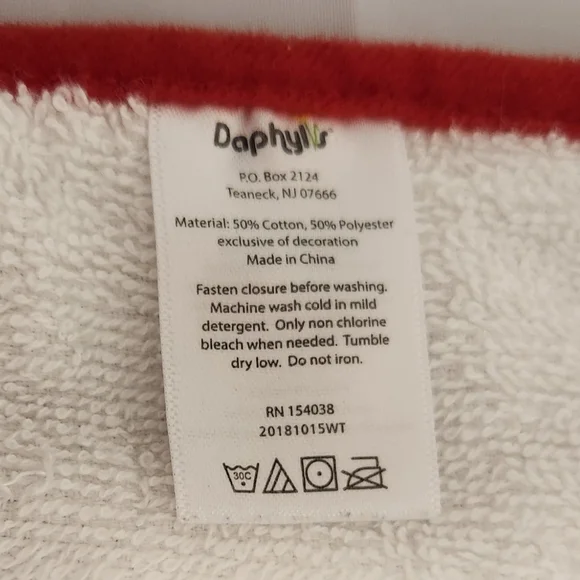 Daphyl's
P.O. Box 2124
Teaneck, NJ 07666
Material: 50% Cotton, 50% Polyester
exclusive of decoration
Made in China
Fasten closure before washing.
Machine wash cold in mild
detergent. Only non chlorine
bleach when needed. Tumble
dry low. Do not iron.
RN 154038
20181015WT
30C